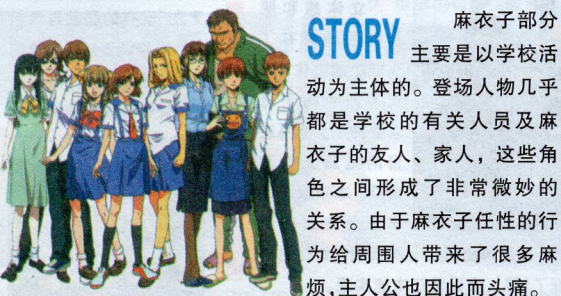 STORY
麻衣子部分
主要是以学校活
动为主体的。登场人物几乎
都是学校的有关人员及麻
衣子的友人、家人，这些角
色之间形成了非常微妙的
关系。由于麻衣子任性的行
为给周围人带来了很多麻
烦,主人公也因此而头痛。